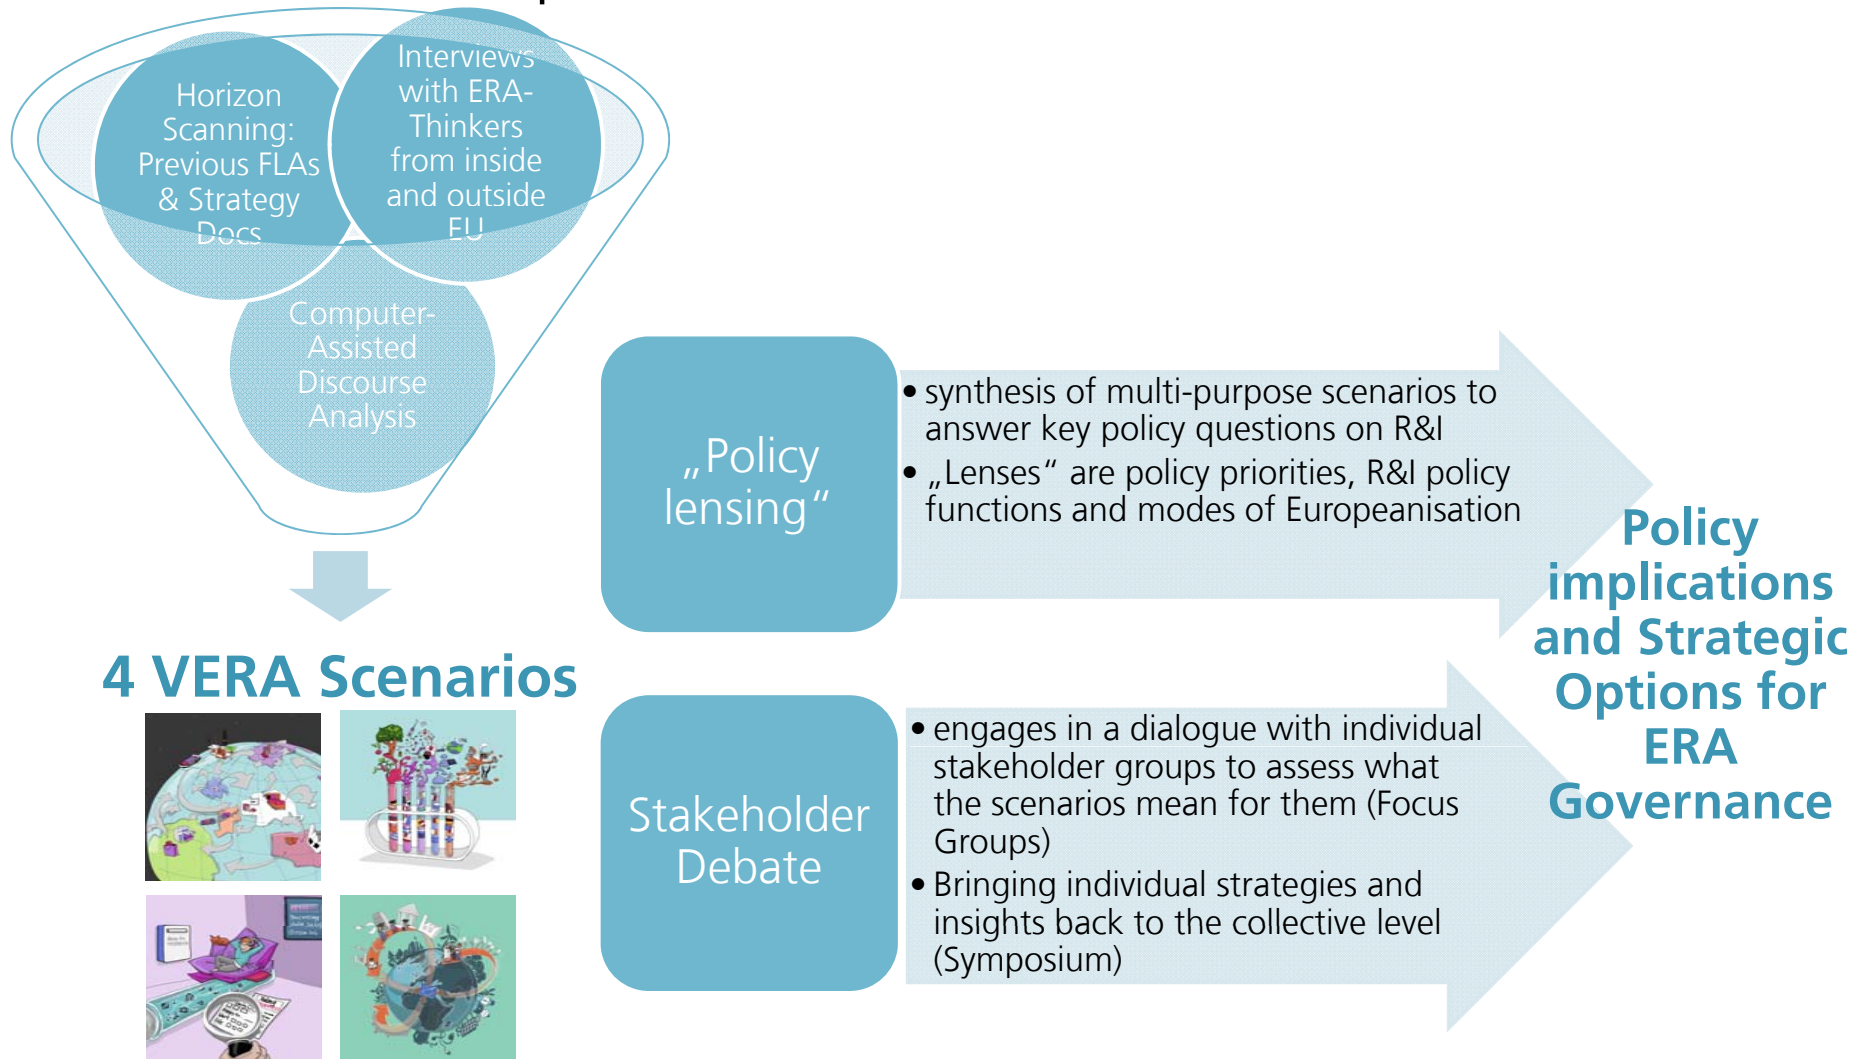 Horizon
Scanning:
Previous FLAs
& Strategy
Docs
Interviews
with ERA-
Thinkers
from inside
and outside
EU
Computer-
Assisted
Discourse
Analysis
4 VERA Scenarios
„Policy
lensing“
• synthesis of multi-purpose scenarios to
answer key policy questions on R&I
• „Lenses“ are policy priorities, R&I policy
functions and modes of Europeanisation
Stakeholder
Debate
• engages in a dialogue with individual
stakeholder groups to assess what
the scenarios mean for them (Focus
Groups)
• Bringing individual strategies and
insights back to the collective level
(Symposium)
Policy
implications
and Strategic
Options for
ERA
Governance